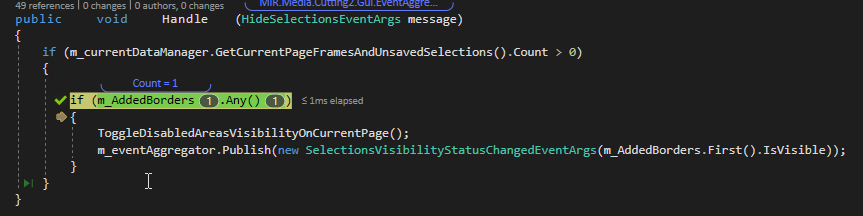 49 references | 0 changes | 0 authors, 0 changes
MIR.Media.Cutting2.Gui.EventAggre...
public void Handle (HideSelectionsEventArgs message)
{
if (m_currentDataManager.GetCurrentPageFramesAndUnsavedSelections().Count > 0)
{
Count = 1
if (m_AddedBorders 1 .Any() 1 ) ≤ 1ms elapsed
{
ToggleDisabledAreasVisibilityOnCurrentPage();
m_eventAggregator.Publish(new SelectionsVisibilityStatusChangedEventArgs(m_AddedBorders.First().IsVisible));
}
}
}